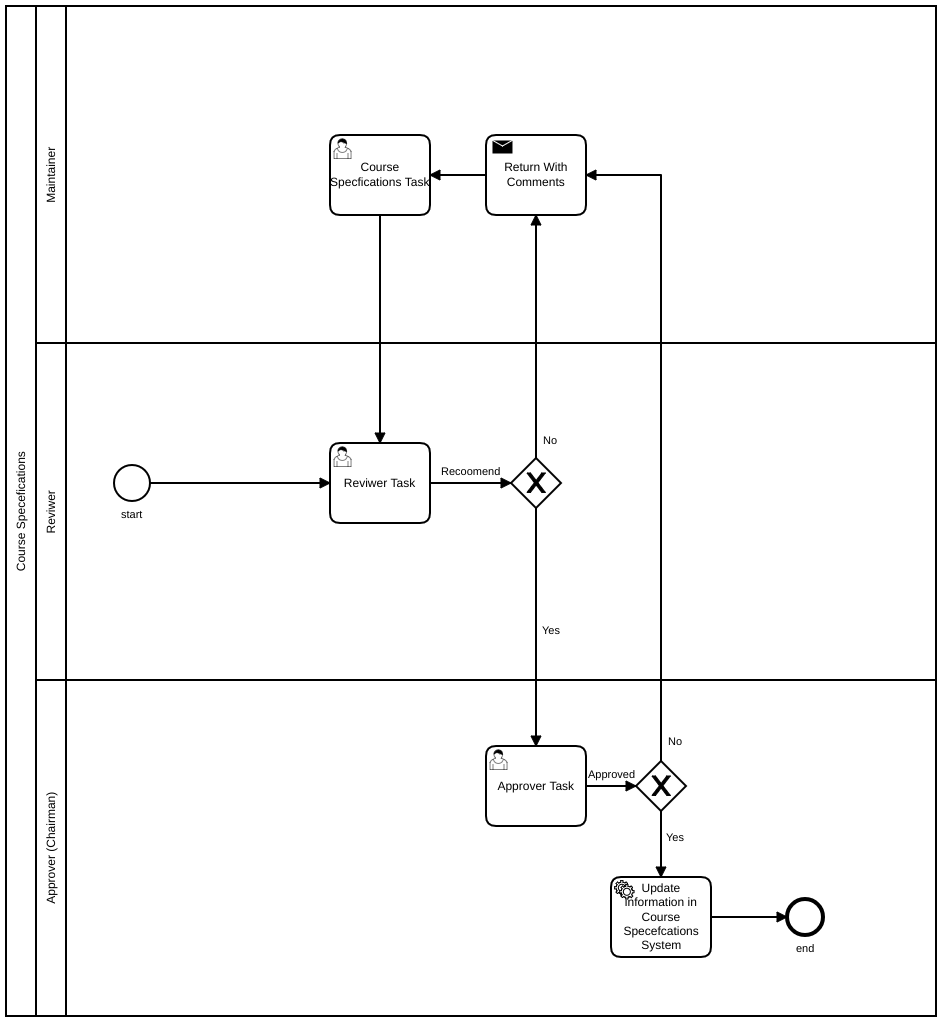 Course Specefications
Maintainer
Course
Specfications Task
Return With
Comments
Reviwer
start
Reviwer Task
Recoomend
No
Yes
Approver (Chairman)
Approver Task
Approved
No
Yes
Update
Information in
Course
Specefcations
System
end